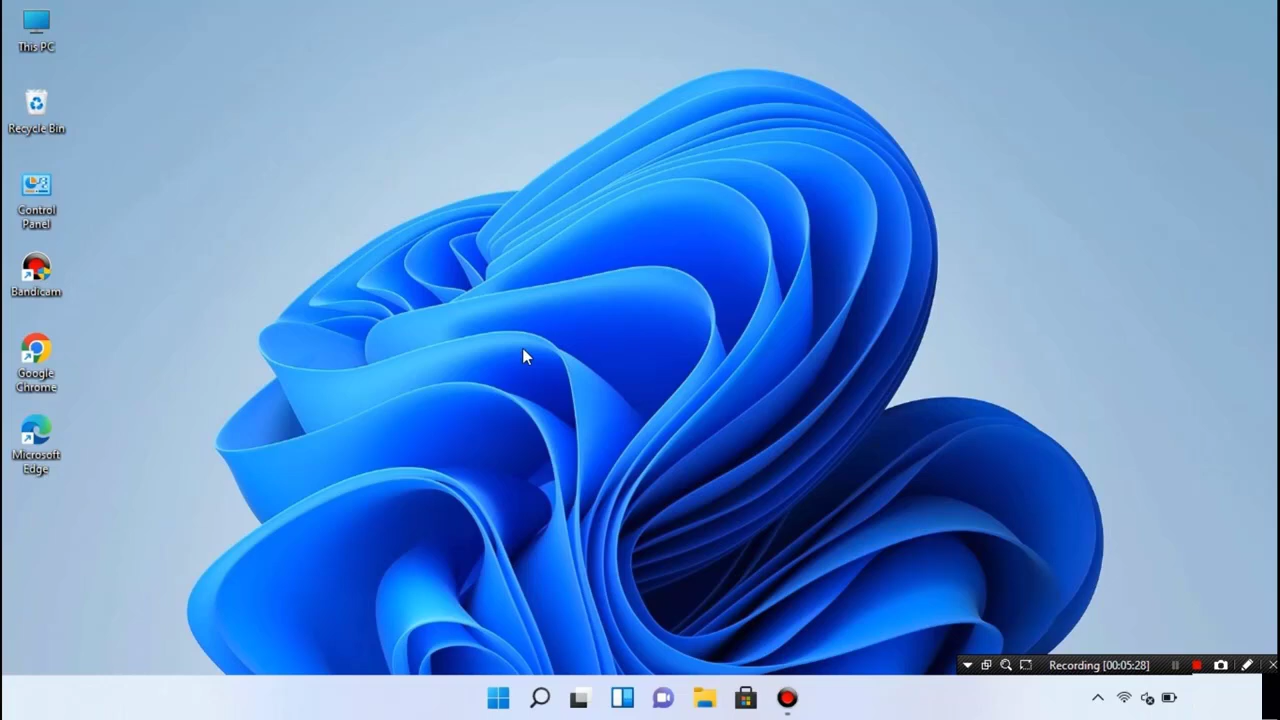 This PC
Recycle Bin
Control
Panel
Bandicam
Google
Chrome
Microsoft
Edge
Recording [00:05:28]